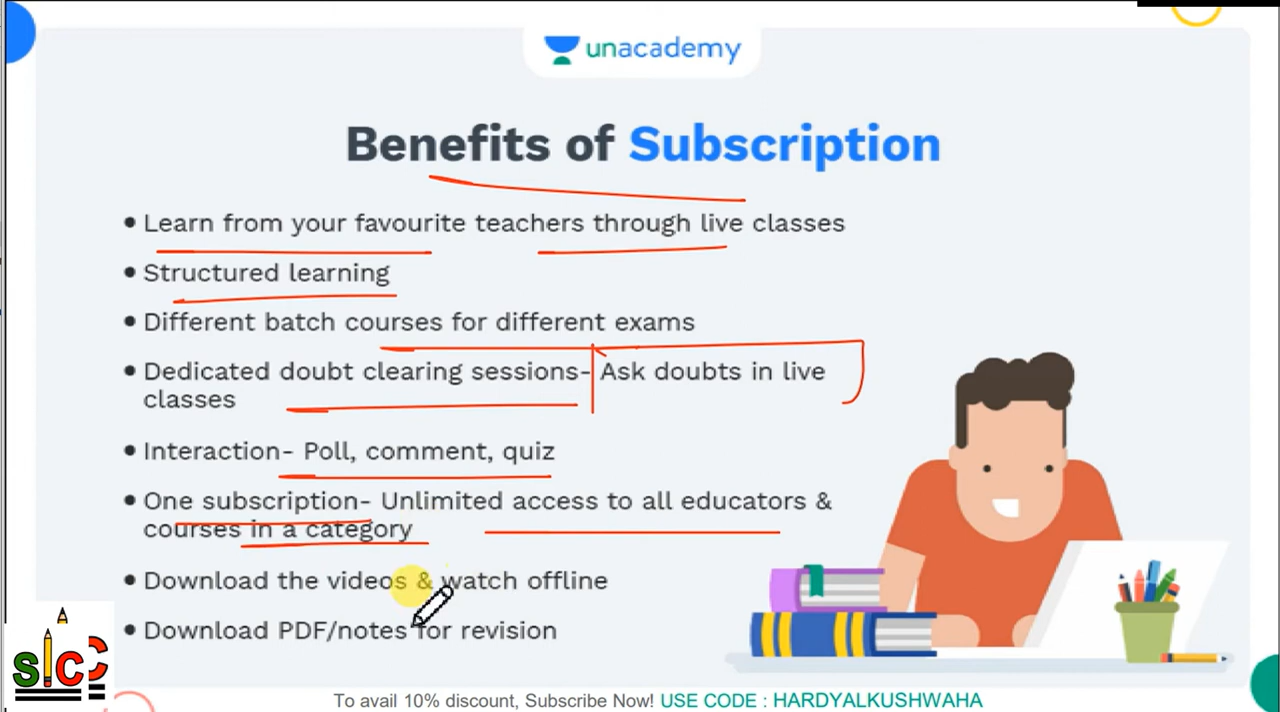 unacademy
Benefits of Subscription
• Learn from your favourite teachers through live classes
• Structured learning
• Different batch courses for different exams
• Dedicated doubt clearing sessions- Ask doubts in live
classes
• Interaction- Poll, comment, quiz
• One subscription- Unlimited access to all educators &
courses in a category
• Download the videos & watch offline
• Download PDF/notes for revision
SICC
To avail 10% discount, Subscribe Now! USE CODE : HARDYALKUSHWAHA